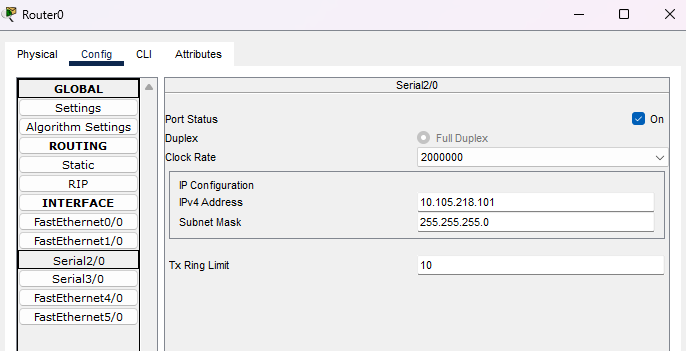 Router0
Physical Config CLI Attributes
GLOBAL
Settings
Algorithm Settings
ROUTING
Static
RIP
INTERFACE
FastEthernet0/0
FastEthernet1/0
Serial2/0
Serial3/0
FastEthernet4/0
FastEthernet5/0
Serial2/0
Port Status On
Duplex Full Duplex
Clock Rate 2000000
IP Configuration
IPv4 Address 10.105.218.101
Subnet Mask 255.255.255.0
Tx Ring Limit 10